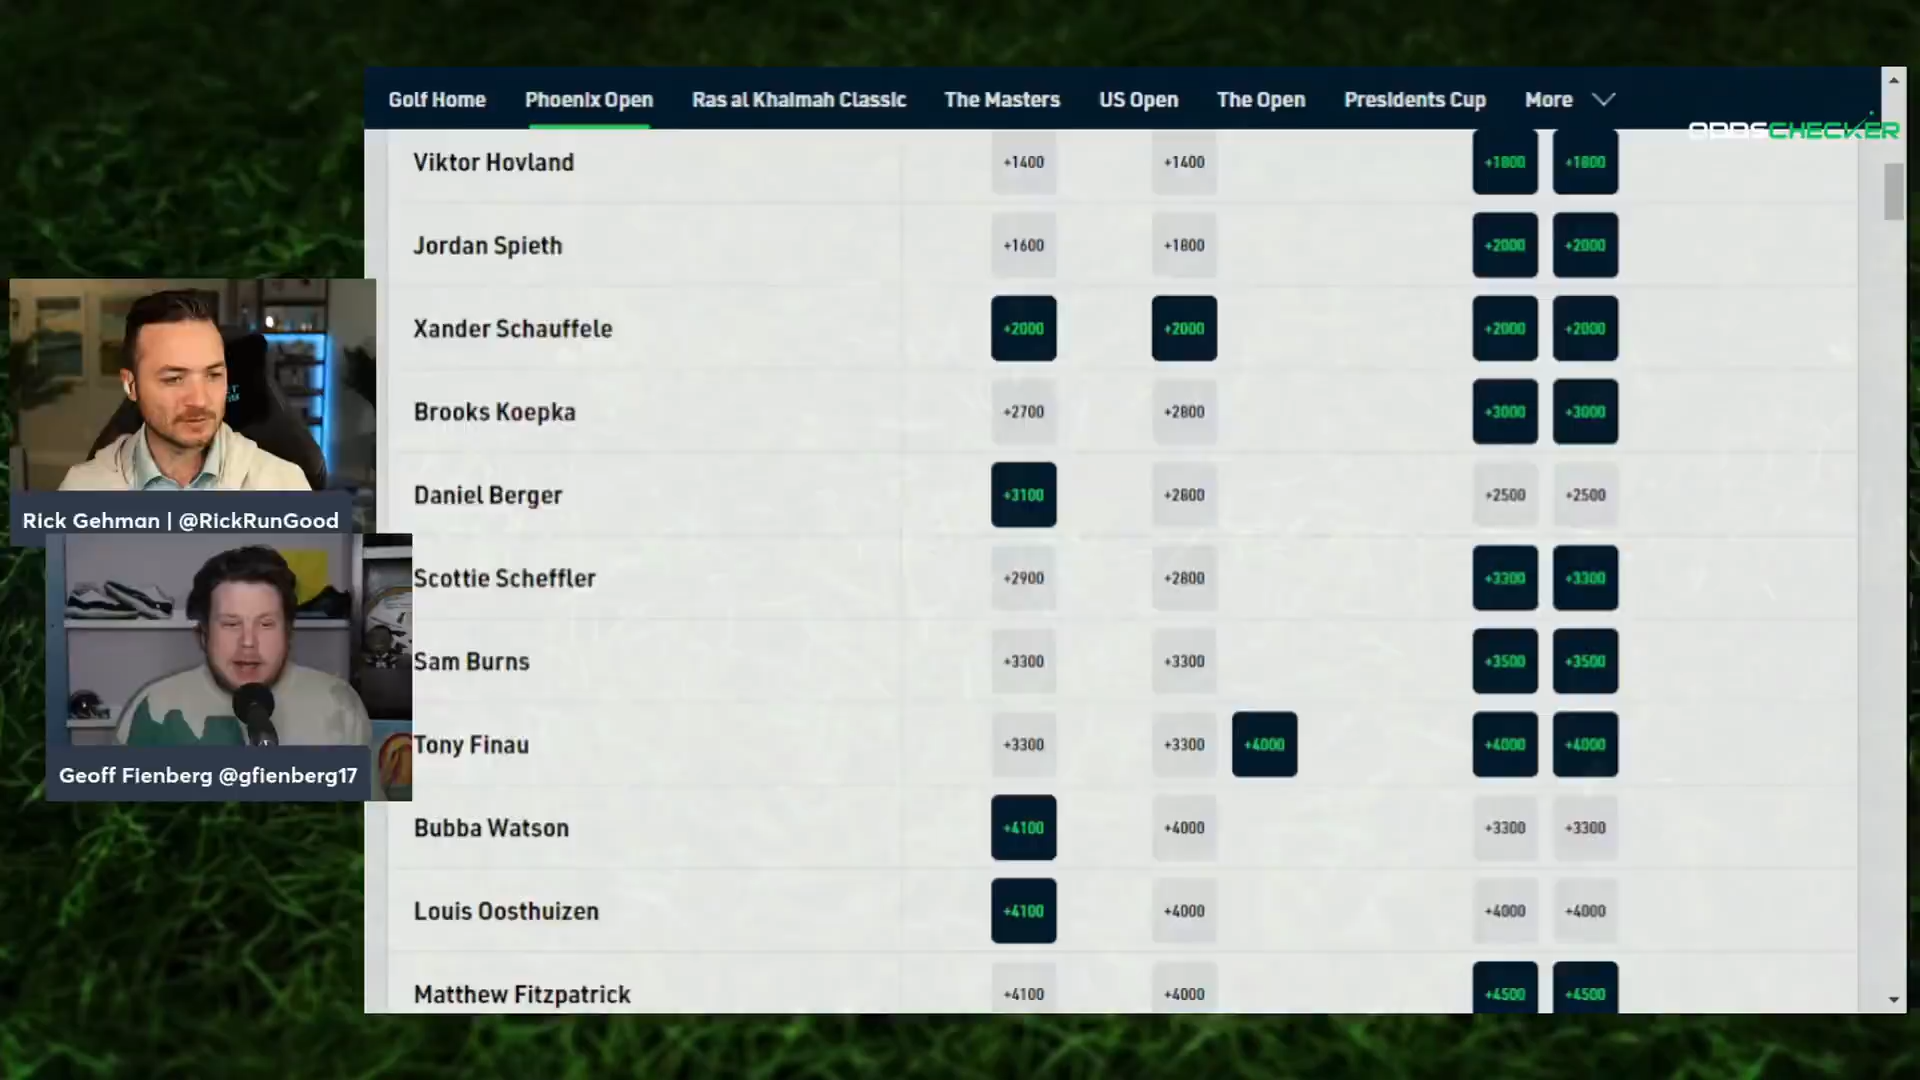 Golf Home Phoenix Open Ras al Khaimah Classic The Masters US Open The Open Presidents Cup More
ODDSCHECKER
Viktor Hovland +1400 +1400 +1800 +1800
Jordan Spieth +1600 +1800 +2000 +2000
Xander Schauffele +2000 +2000 +2000 +2000
Brooks Koepka +2700 +2800 +3000 +3000
Daniel Berger +3100 +2800 +2500 +2500
Rick Gehman | @RickRunGood
Scottie Scheffler +2900 +2800 +3300 +3300
Sam Burns +3300 +3300 +3500 +3500
Tony Finau +3300 +3300 +4000 +4000 +4000
Geoff Fienberg @gfienberg17
Bubba Watson +4100 +4000 +3300 +3300
Louis Oosthuizen +4100 +4000 +4000 +4000
Matthew Fitzpatrick +4100 +4000 +4500 +4500